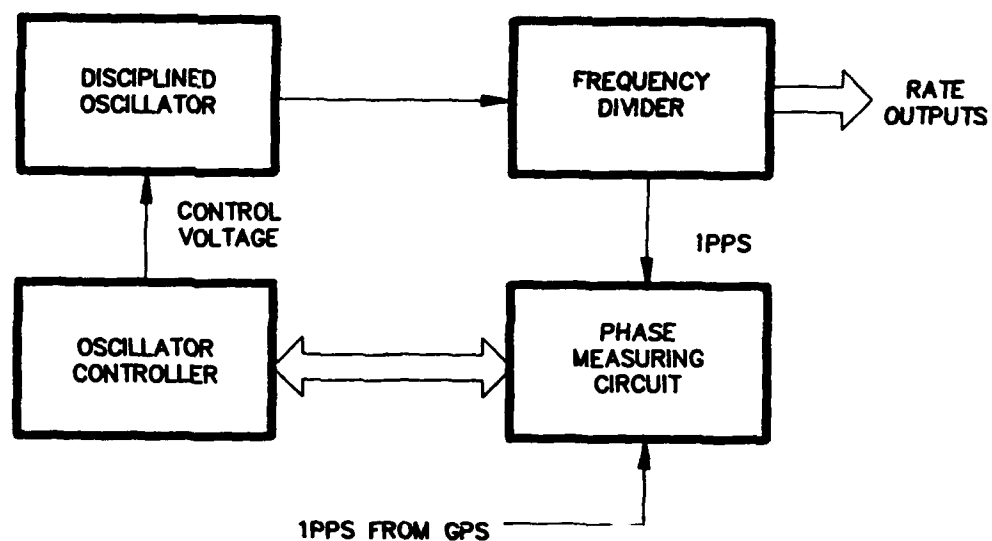 DISCIPLINED
OSCILLATOR
FREQUENCY
DIVIDER
RATE
OUTPUTS
CONTROL
VOLTAGE
1PPS
OSCILLATOR
CONTROLLER
PHASE
MEASURING
CIRCUIT
1PPS FROM GPS